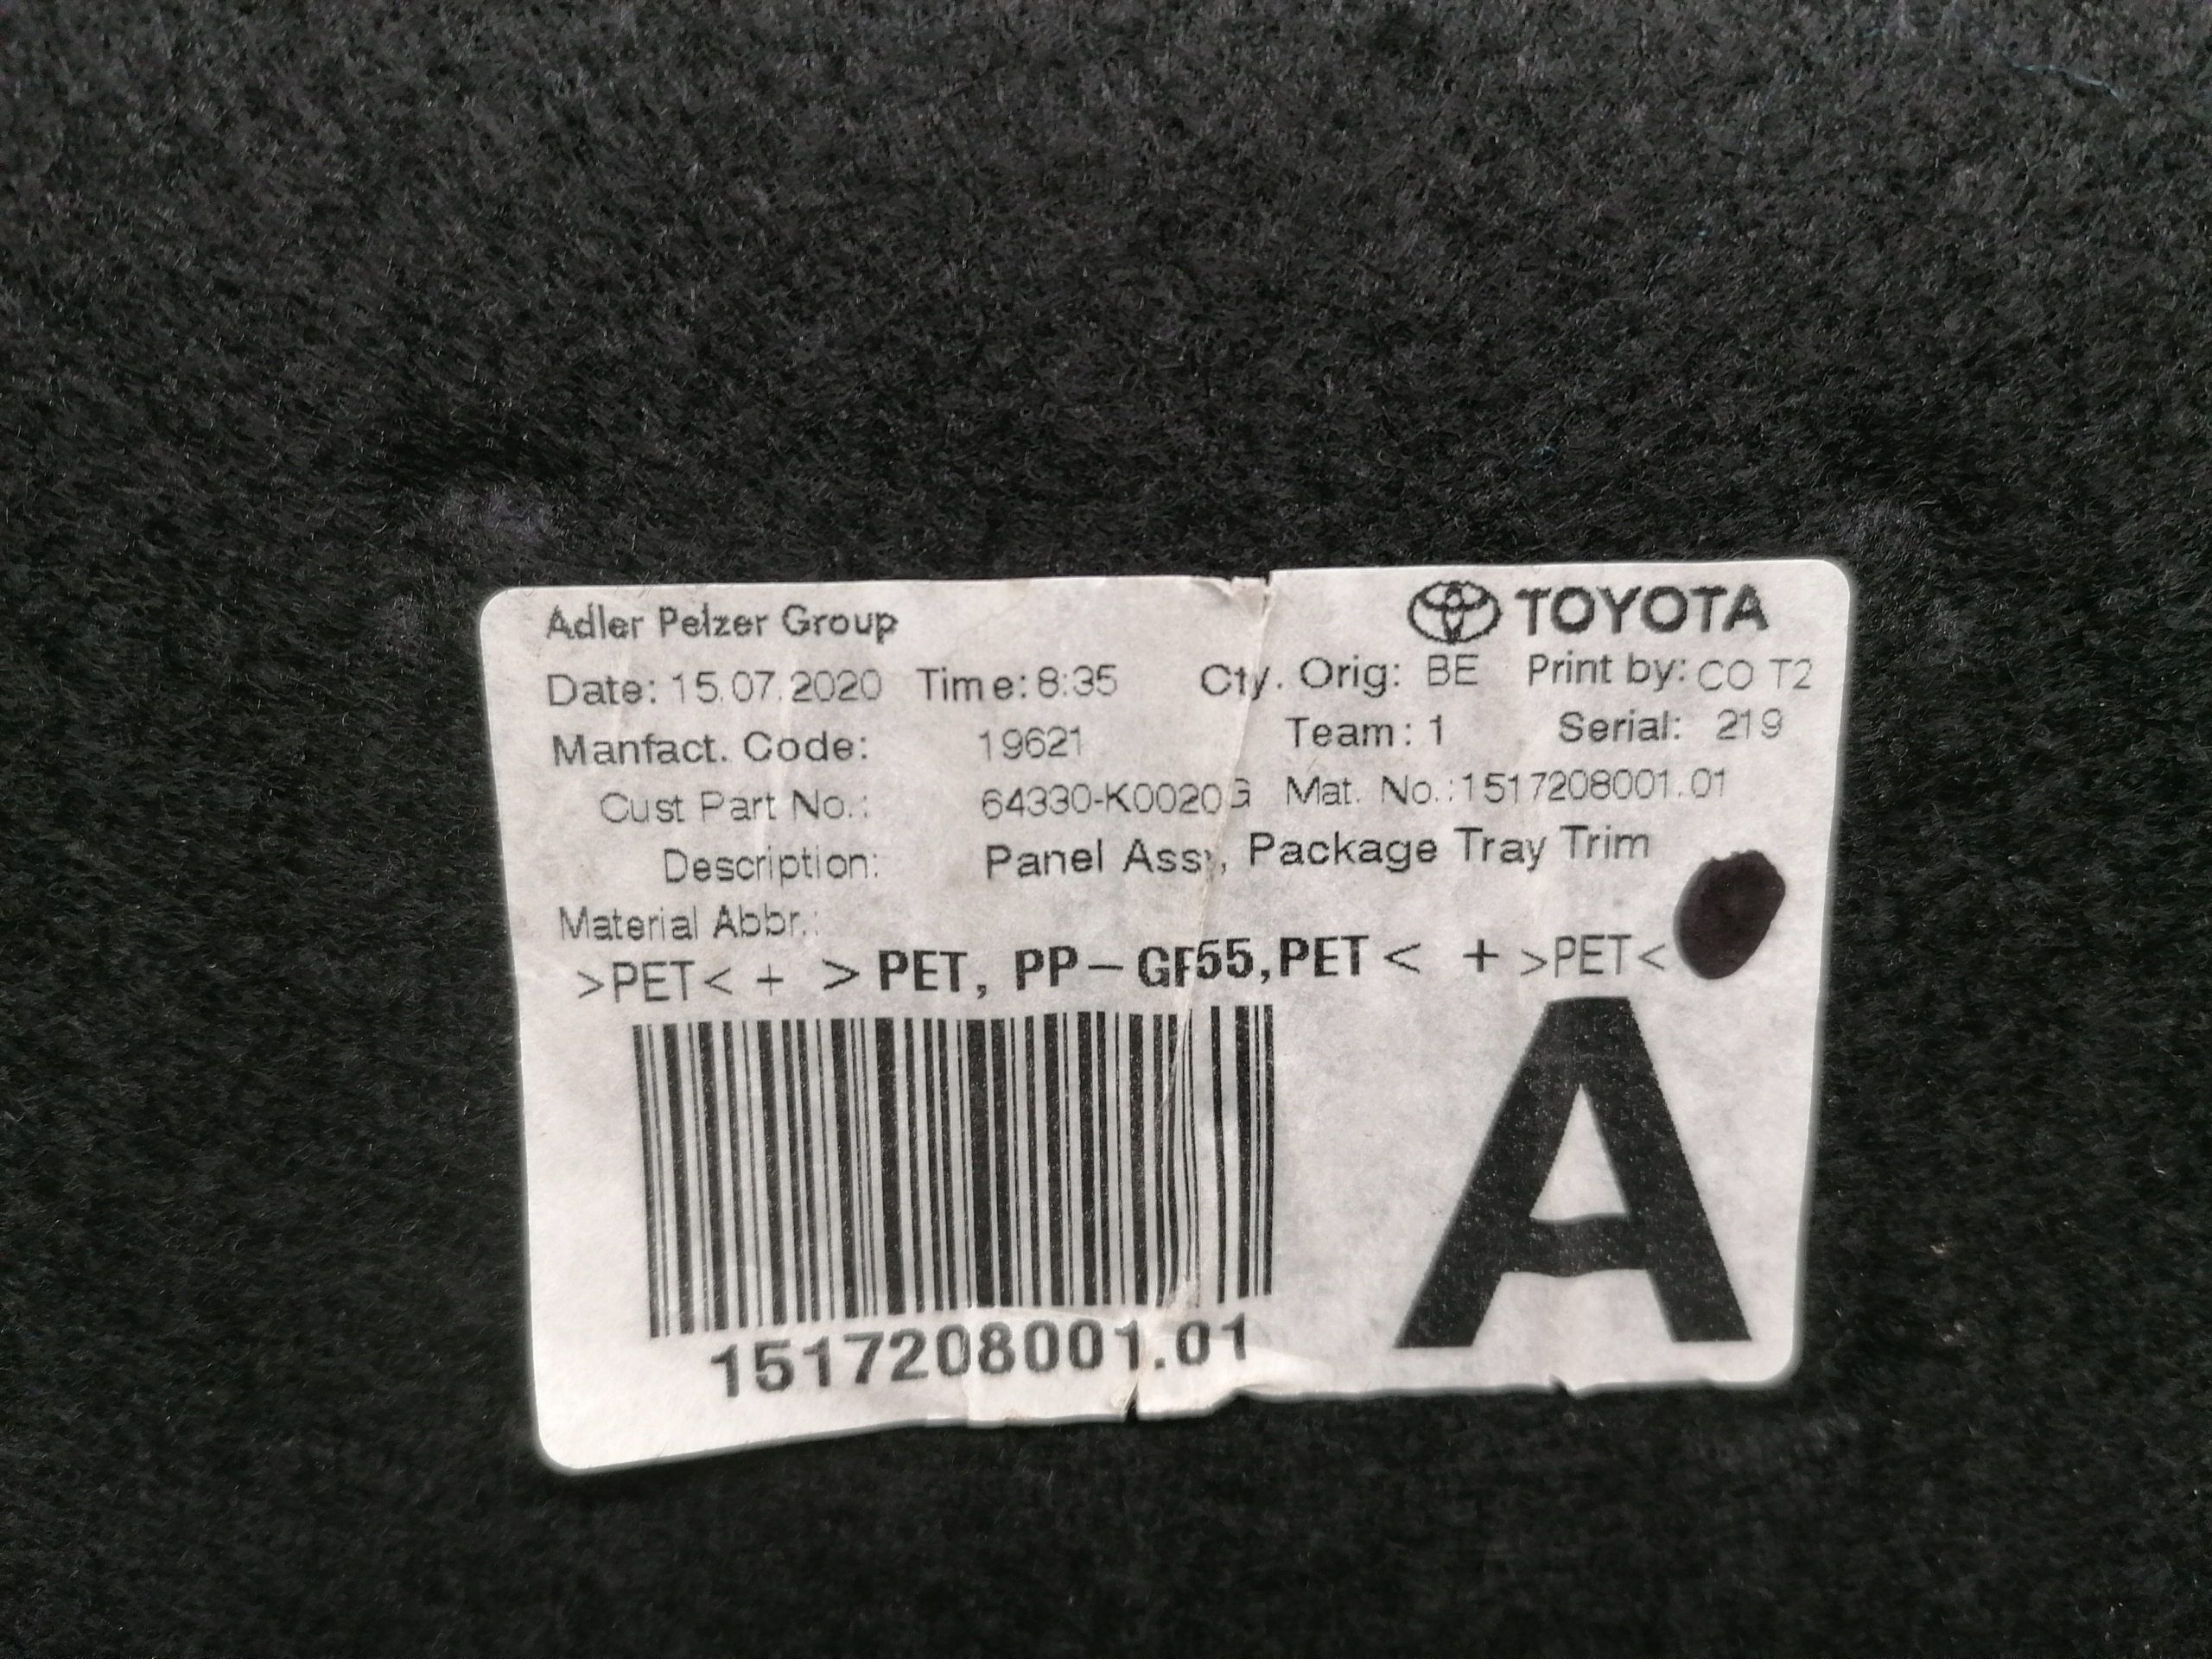 Adler Pelzer Group TOYOTA
Date: 15.07.2020 Time: 8:35 Cty. Orig: BE Print by: CO T2
Manfact. Code: 19621 Team: 1 Serial: 219
Cust Part No.: 64330-K0020G Mat. No.:1517208001.01
Description: Panel Assy, Package Tray Trim
Material Abbr.:
>PET< + > PET, PP-GF55,PET < + >PET<
A
1517208001.01